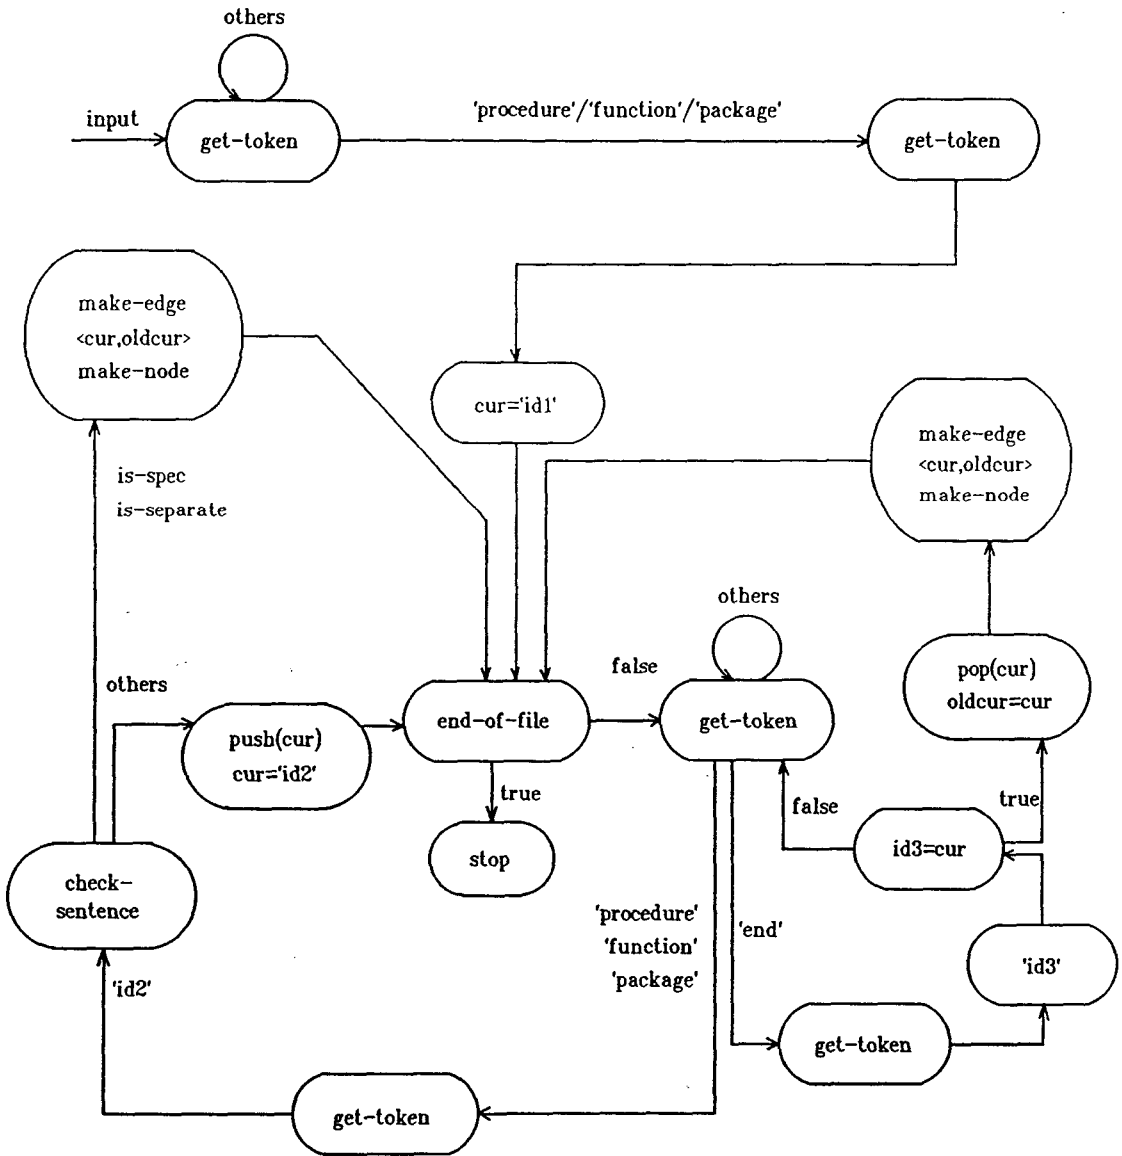 others
input
get-token
'procedure'/'function'/'package'
get-token
make-edge
<cur,oldcur>
make-node
cur='id1'
make-edge
<cur,oldcur>
make-node
is-spec
is-separate
others
others
push(cur)
cur='id2'
end-of-file
false
get-token
pop(cur)
oldcur=cur
true
stop
false
true
id3=cur
check-
sentence
'procedure'
'function'
'package'
'end'
'id3'
'id2'
get-token
get-token